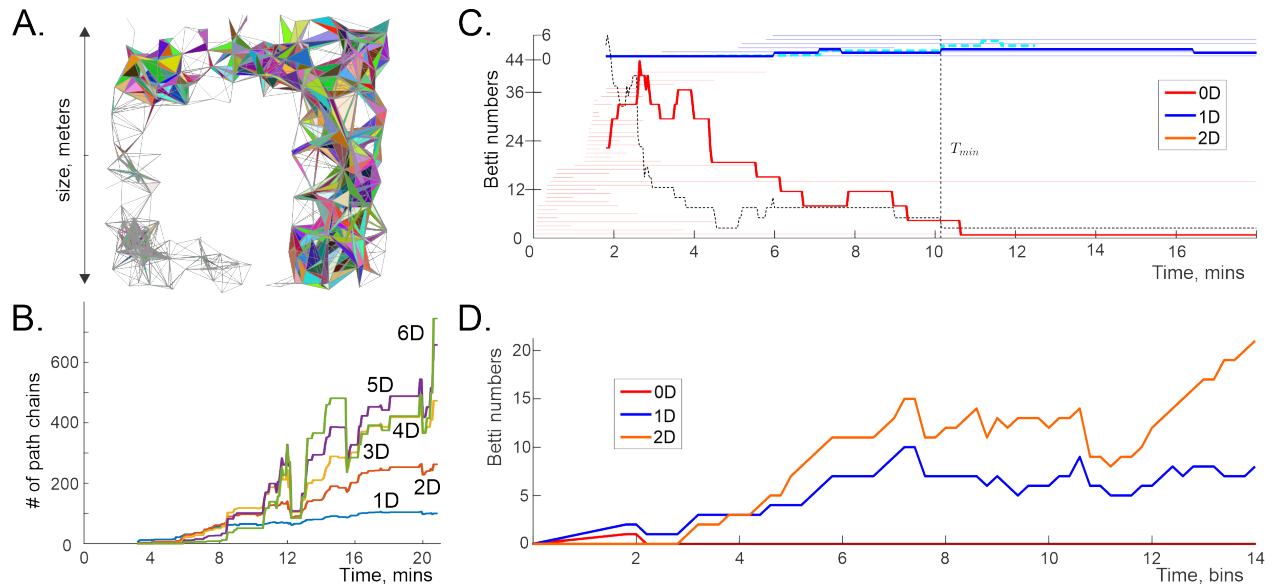 A.
size, meters
B.
# of path chains
600
400
200
0
6D
5D
4D
3D
2D
1D
0 4 8 12 16 20
Time, mins
C.
Betti numbers
6
0
44
36
24
12
0
0D
1D
2D
T_min
0 2 4 6 8 10 12 14 16
Time, mins
D.
Betti numbers
20
15
10
5
0
0D
1D
2D
2 4 6 8 10 12 14
Time, bins